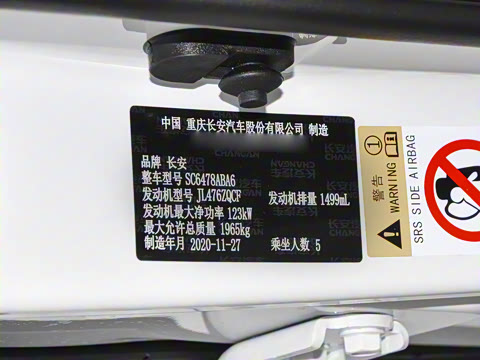 中国 重庆长安汽车股份有限公司 制造
品牌 长安
整车型号 SC6478ABA6
发动机型号 JL476ZQCF 发动机排量 1499mL
发动机最大净功率 123kW
最大允许总质量 1965kg
制造年月 2020-11-27 乘坐人数 5
警告
WARNING
SRS SIDE AIRBAG